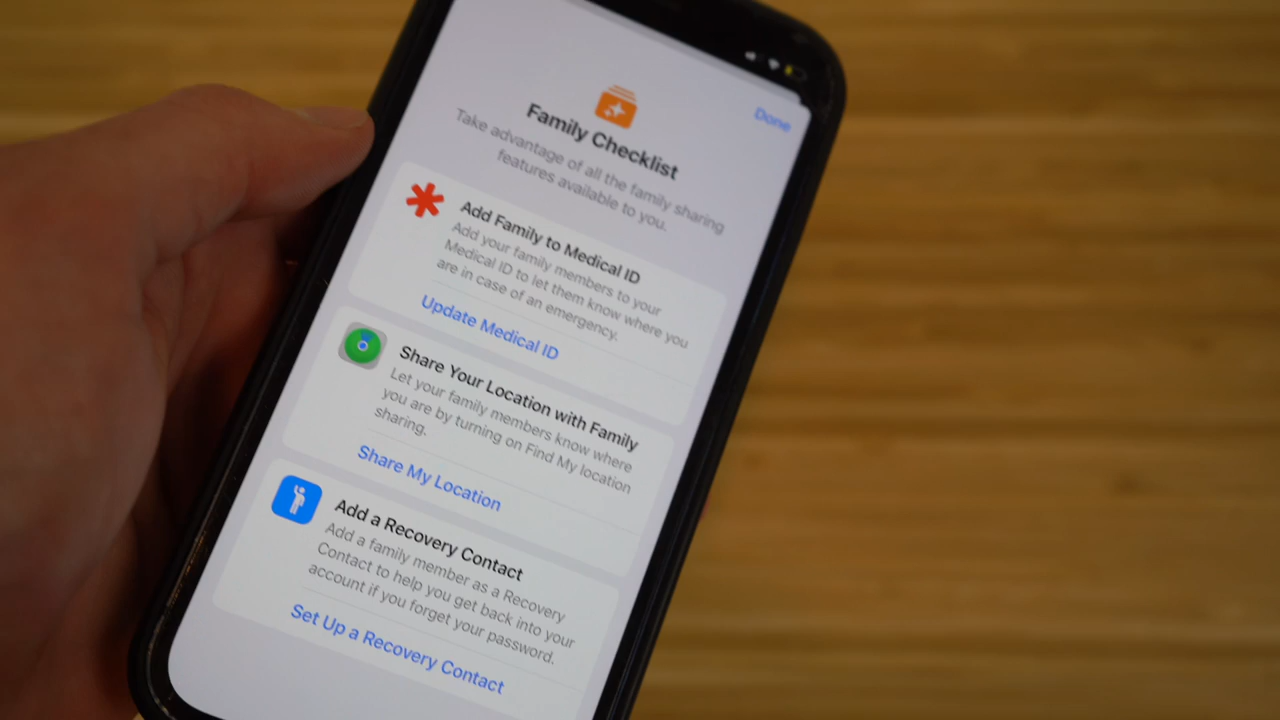 Done
Family Checklist
Take advantage of all the family sharing
features available to you.
Add Family to Medical ID
Add your family members to your
Medical ID to let them know where you
are in case of an emergency.
Update Medical ID
Share Your Location with Family
Let your family members know where
you are by turning on Find My location
sharing.
Share My Location
Add a Recovery Contact
Add a family member as a Recovery
Contact to help you get back into your
account if you forget your password.
Set Up a Recovery Contact